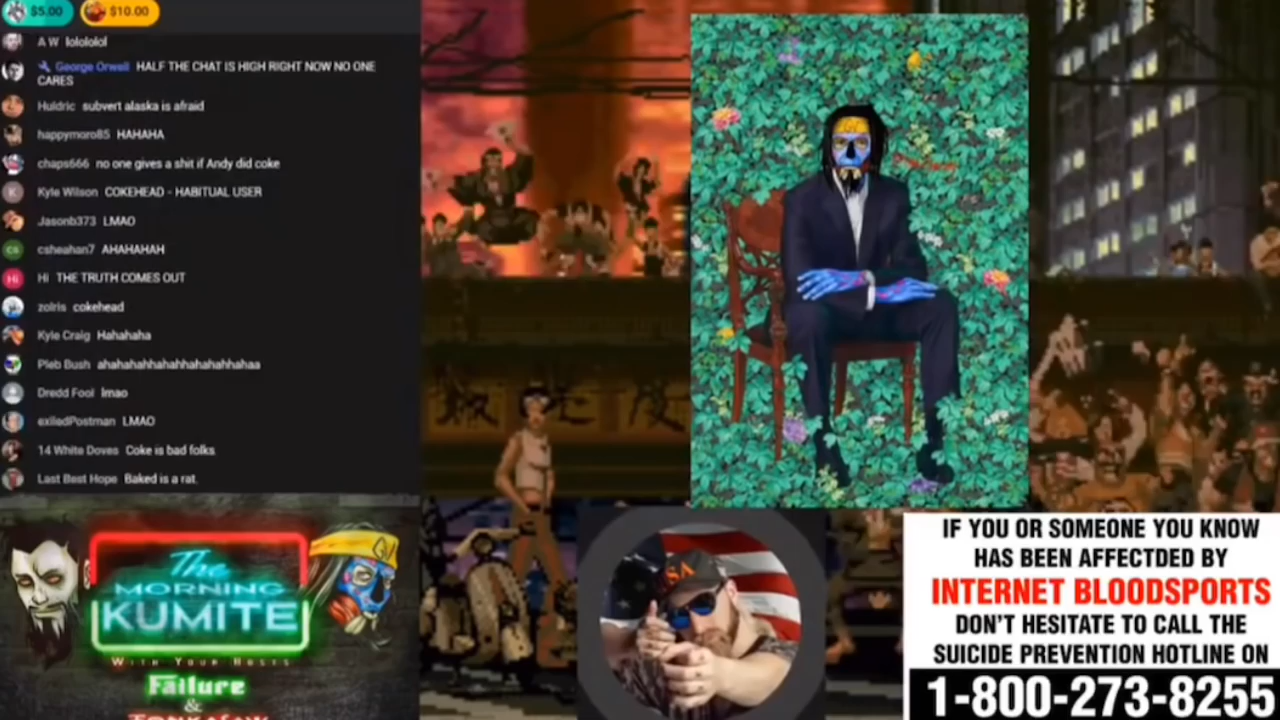 $5.00
$10.00
A W lolololol
George Orwell HALF THE CHAT IS HIGH RIGHT NOW NO ONE
CARES
Huldric subvert alaska is afraid
happymoro85 HAHAHA
chaps666 no one gives a shit if Andy did coke
Kyle Wilson COKEHEAD - HABITUAL USER
Jasonb373 LMAO
csheahan7 AHAHAHAH
Hi THE TRUTH COMES OUT
zolris cokehead
Kyle Craig Hahahaha
Pleb Bush ahahahahhahahhahahahhahaa
Dredd Fool lmao
exiledPostman LMAO
14 White Doves Coke is bad folks
Last Best Hope Baked is a rat.
The
MORNING
KUMITE
With Your Hosts
Failure
&
USA
IF YOU OR SOMEONE YOU KNOW
HAS BEEN AFFECTDED BY
INTERNET BLOODSPORTS
DON'T HESITATE TO CALL THE
SUICIDE PREVENTION HOTLINE ON
1-800-273-8255